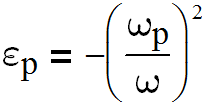 εp = −(ωp/ω)²